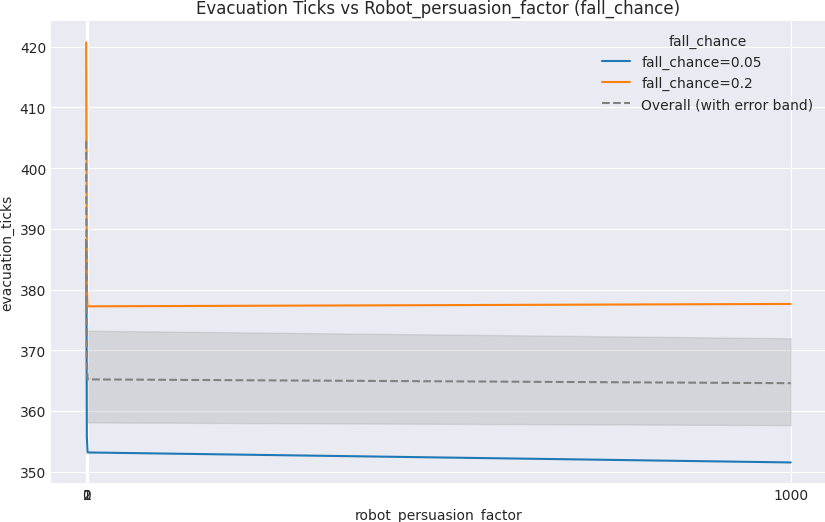 Evacuation Ticks vs Robot_persuasion_factor (fall_chance)
fall_chance
fall_chance=0.05
fall_chance=0.2
Overall (with error band)
evacuation_ticks
420
410
400
390
380
370
360
350
1000
robot_persuasion_factor